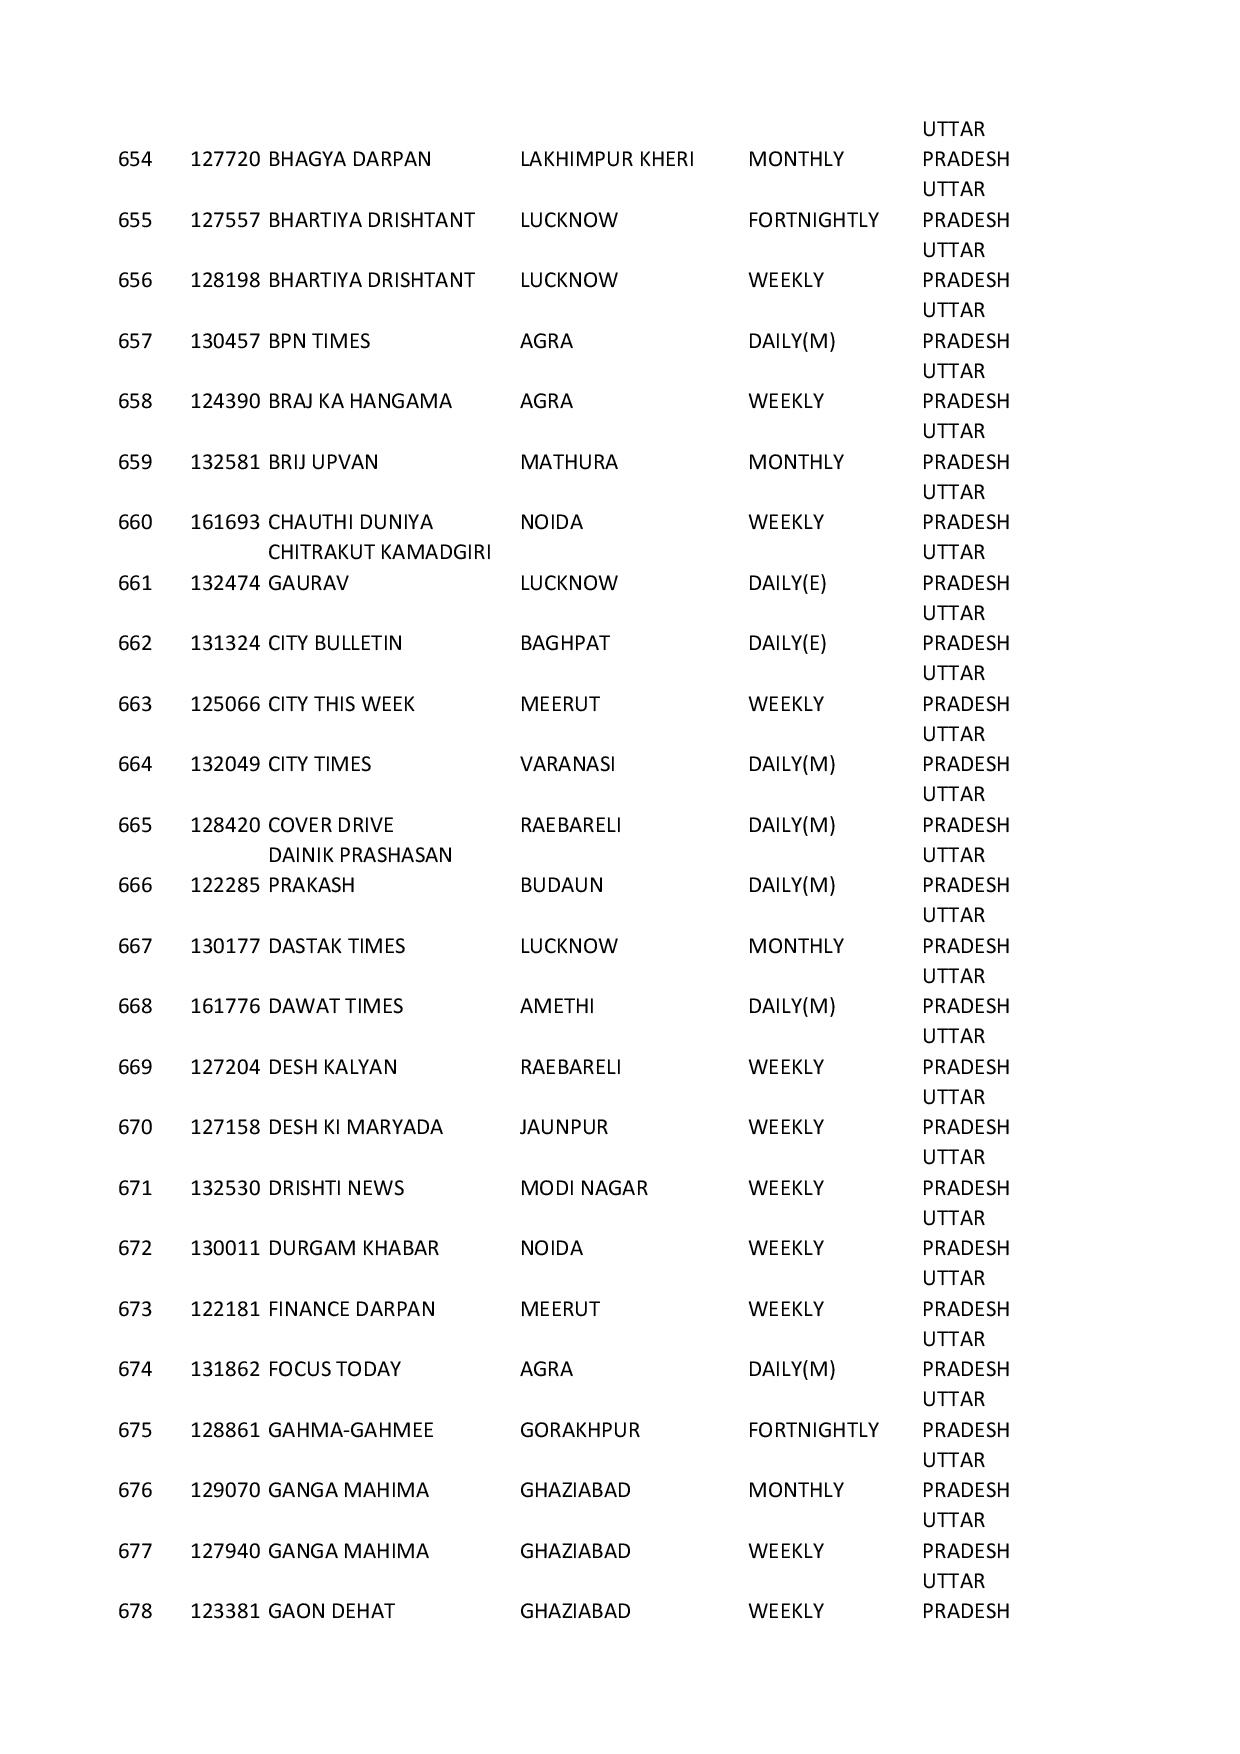 UTTAR
654 127720 BHAGYA DARPAN LAKHIMPUR KHERI MONTHLY PRADESH
UTTAR
655 127557 BHARTIYA DRISHTANT LUCKNOW FORTNIGHTLY PRADESH
UTTAR
656 128198 BHARTIYA DRISHTANT LUCKNOW WEEKLY PRADESH
UTTAR
657 130457 BPN TIMES AGRA DAILY(M) PRADESH
UTTAR
658 124390 BRAJ KA HANGAMA AGRA WEEKLY PRADESH
UTTAR
659 132581 BRIJ UPVAN MATHURA MONTHLY PRADESH
UTTAR
660 161693 CHAUTHI DUNIYA NOIDA WEEKLY PRADESH
CHITRAKUT KAMADGIRI UTTAR
661 132474 GAURAV LUCKNOW DAILY(E) PRADESH
UTTAR
662 131324 CITY BULLETIN BAGHPAT DAILY(E) PRADESH
UTTAR
663 125066 CITY THIS WEEK MEERUT WEEKLY PRADESH
UTTAR
664 132049 CITY TIMES VARANASI DAILY(M) PRADESH
UTTAR
665 128420 COVER DRIVE RAEBARELI DAILY(M) PRADESH
DAINIK PRASHASAN UTTAR
666 122285 PRAKASH BUDAUN DAILY(M) PRADESH
UTTAR
667 130177 DASTAK TIMES LUCKNOW MONTHLY PRADESH
UTTAR
668 161776 DAWAT TIMES AMETHI DAILY(M) PRADESH
UTTAR
669 127204 DESH KALYAN RAEBARELI WEEKLY PRADESH
UTTAR
670 127158 DESH KI MARYADA JAUNPUR WEEKLY PRADESH
UTTAR
671 132530 DRISHTI NEWS MODI NAGAR WEEKLY PRADESH
UTTAR
672 130011 DURGAM KHABAR NOIDA WEEKLY PRADESH
UTTAR
673 122181 FINANCE DARPAN MEERUT WEEKLY PRADESH
UTTAR
674 131862 FOCUS TODAY AGRA DAILY(M) PRADESH
UTTAR
675 128861 GAHMA-GAHMEE GORAKHPUR FORTNIGHTLY PRADESH
UTTAR
676 129070 GANGA MAHIMA GHAZIABAD MONTHLY PRADESH
UTTAR
677 127940 GANGA MAHIMA GHAZIABAD WEEKLY PRADESH
UTTAR
678 123381 GAON DEHAT GHAZIABAD WEEKLY PRADESH